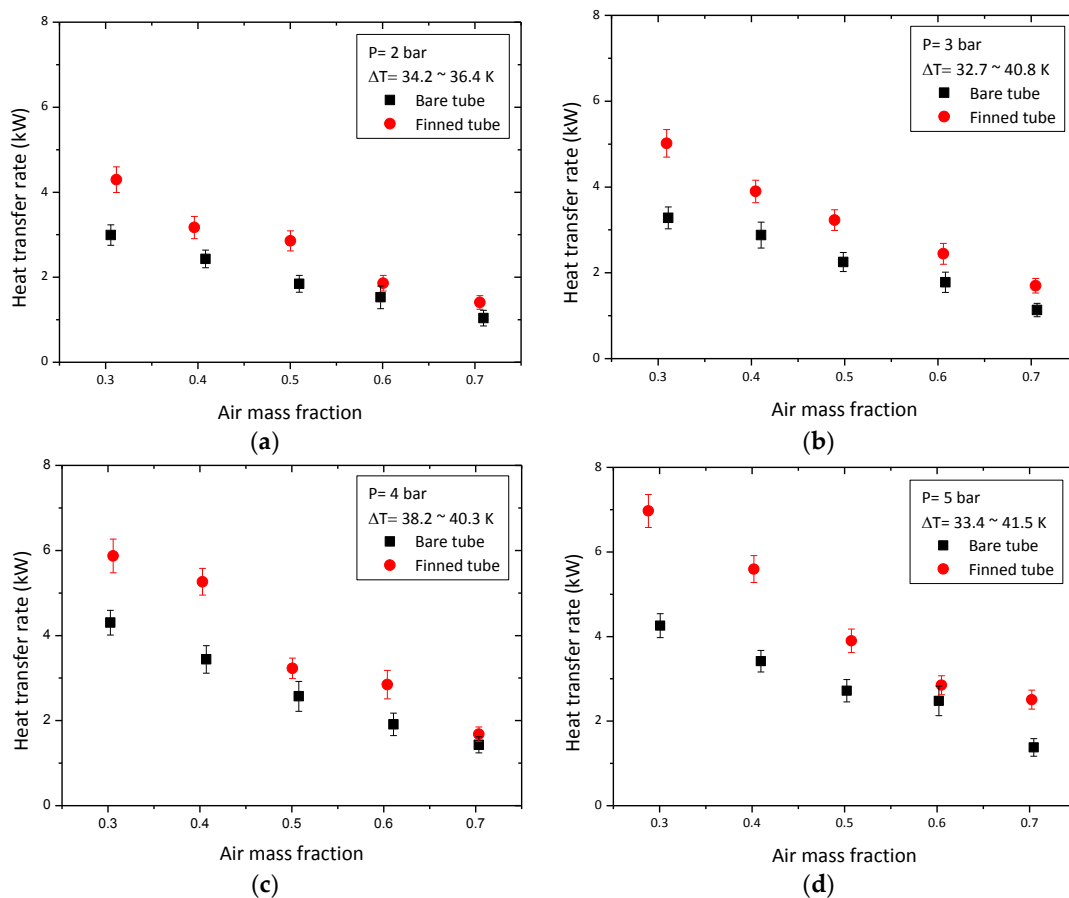 8
6
4
2
0
Heat transfer rate (kW)
P= 2 bar
ΔT= 34.2 ~ 36.4 K
Bare tube
Finned tube
0.3 0.4 0.5 0.6 0.7
Air mass fraction
(a)
8
6
4
2
0
Heat transfer rate (kW)
P= 3 bar
ΔT= 32.7 ~ 40.8 K
Bare tube
Finned tube
0.3 0.4 0.5 0.6 0.7
Air mass fraction
(b)
8
6
4
2
0
Heat transfer rate (kW)
P= 4 bar
ΔT= 38.2 ~ 40.3 K
Bare tube
Finned tube
0.3 0.4 0.5 0.6 0.7
Air mass fraction
(c)
8
6
4
2
0
Heat transfer rate (kW)
P= 5 bar
ΔT= 33.4 ~ 41.5 K
Bare tube
Finned tube
0.3 0.4 0.5 0.6 0.7
Air mass fraction
(d)